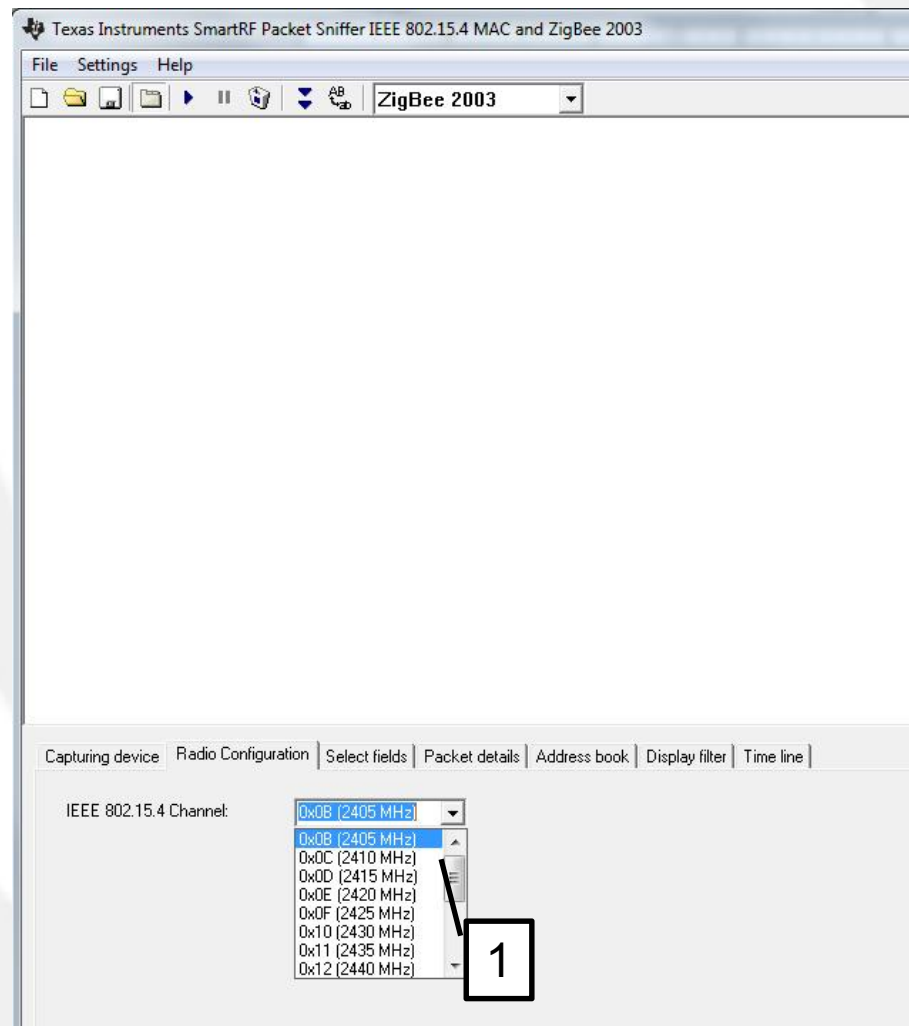 Texas Instruments SmartRF Packet Sniffer IEEE 802.15.4 MAC and ZigBee 2003
File Settings Help
AB
ab
ZigBee 2003
Capturing device Radio Configuration Select fields Packet details Address book Display filter Time line
IEEE 802.15.4 Channel: 0x0B (2405 MHz)
0x0B (2405 MHz)
0x0C (2410 MHz)
0x0D (2415 MHz)
0x0E (2420 MHz)
0x0F (2425 MHz)
0x10 (2430 MHz)
0x11 (2435 MHz)
0x12 (2440 MHz)
1